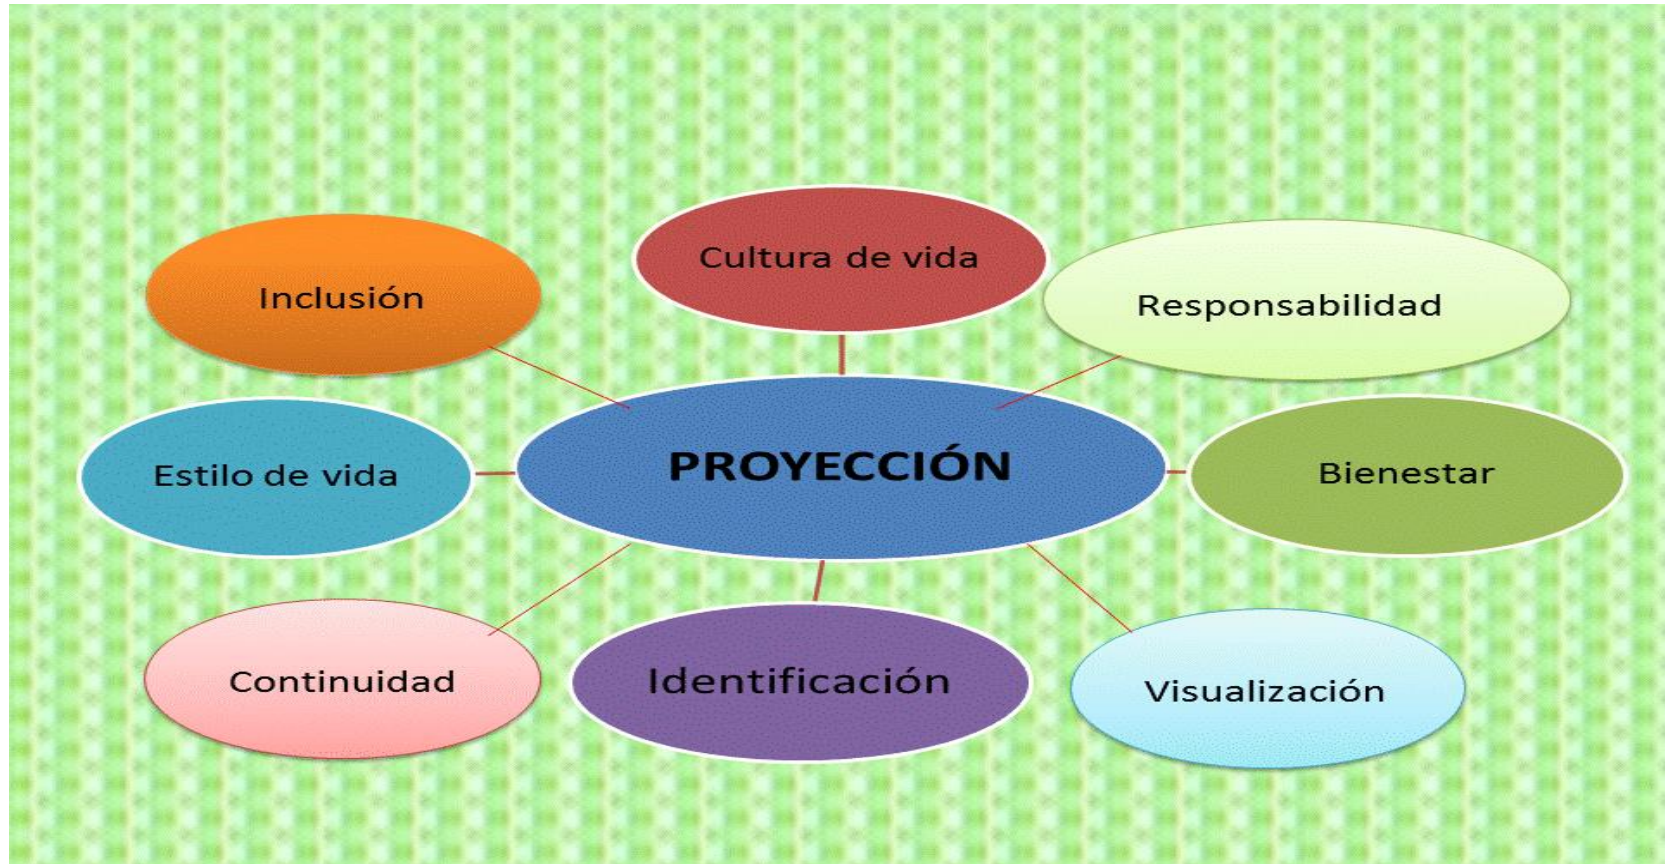 Cultura de vida
Inclusión
Responsabilidad
PROYECCIÓN
Estilo de vida
Bienestar
Continuidad
Identificación
Visualización